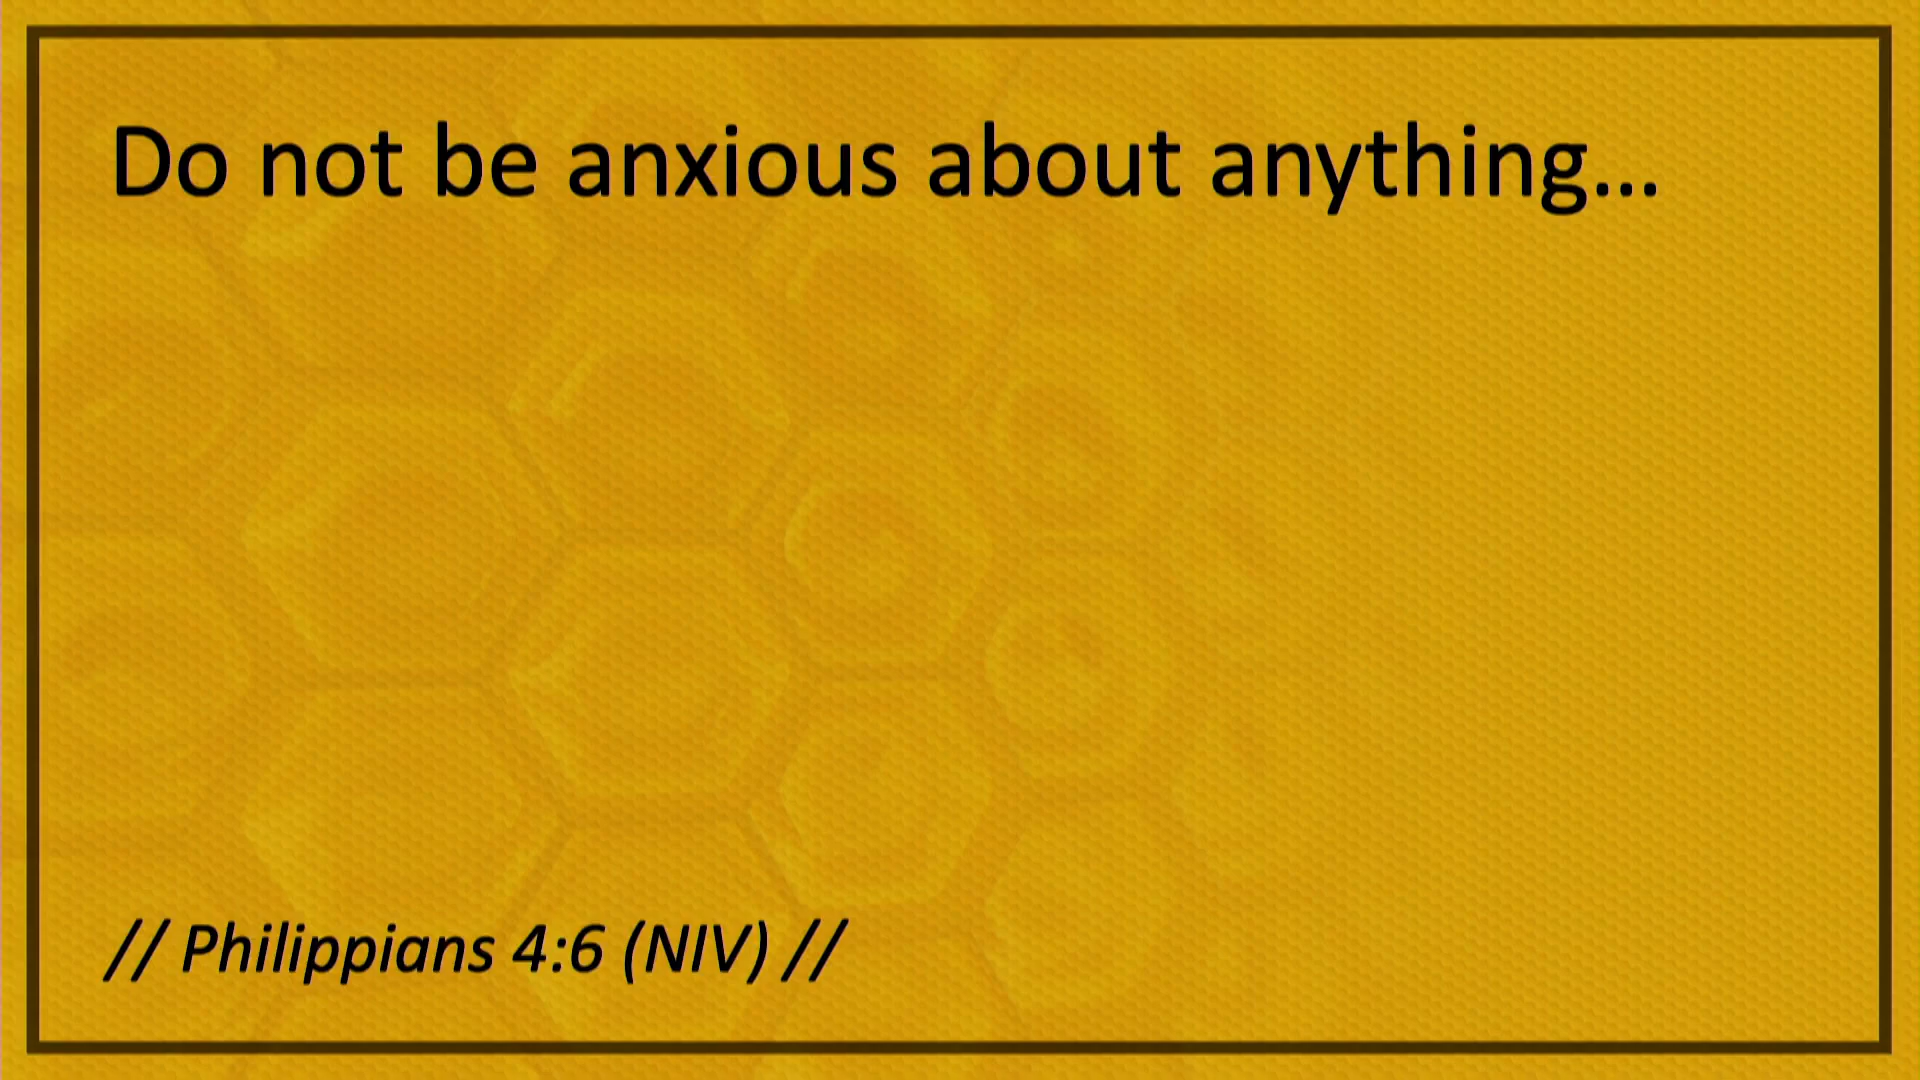 Do not be anxious about anything...
// Philippians 4:6 (NIV) //